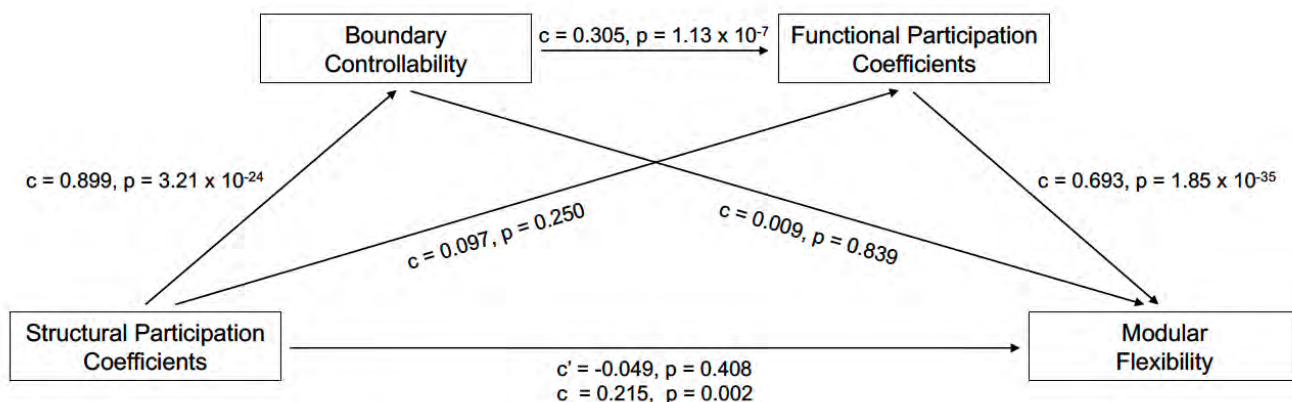 Boundary
Controllability
c = 0.305, p = 1.13 x 10⁻⁷
Functional Participation
Coefficients
c = 0.899, p = 3.21 x 10⁻²⁴
c = 0.693, p = 1.85 x 10⁻³⁵
c = 0.097, p = 0.250
c = 0.009, p = 0.839
Structural Participation
Coefficients
Modular
Flexibility
c' = -0.049, p = 0.408
c = 0.215, p = 0.002